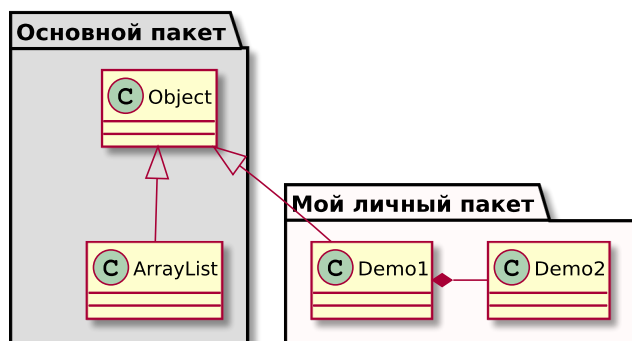 Основной пакет
C Object
Мой личный пакет
C ArrayList
C Demo1
C Demo2